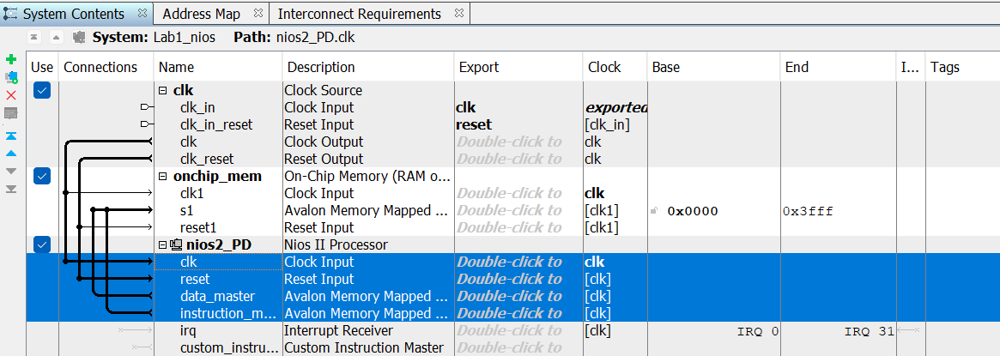 System Contents Address Map Interconnect Requirements
System: Lab1_nios Path: nios2_PD.clk
Use Connections Name Description Export Clock Base End I... Tags
clk Clock Source
clk_in Clock Input clk exported
clk_in_reset Reset Input reset [clk_in]
clk Clock Output Double-click to clk
clk_reset Reset Output Double-click to clk
onchip_mem On-Chip Memory (RAM o...
clk1 Clock Input Double-click to clk
s1 Avalon Memory Mapped ... Double-click to [clk1] 0x0000 0x3fff
reset1 Reset Input Double-click to [clk1]
nios2_PD Nios II Processor
clk Clock Input Double-click to clk
reset Reset Input Double-click to [clk]
data_master Avalon Memory Mapped ... Double-click to [clk]
instruction_m... Avalon Memory Mapped ... Double-click to [clk]
irq Interrupt Receiver Double-click to [clk] IRQ 0 IRQ 31
custom_instru... Custom Instruction Master Double-click to